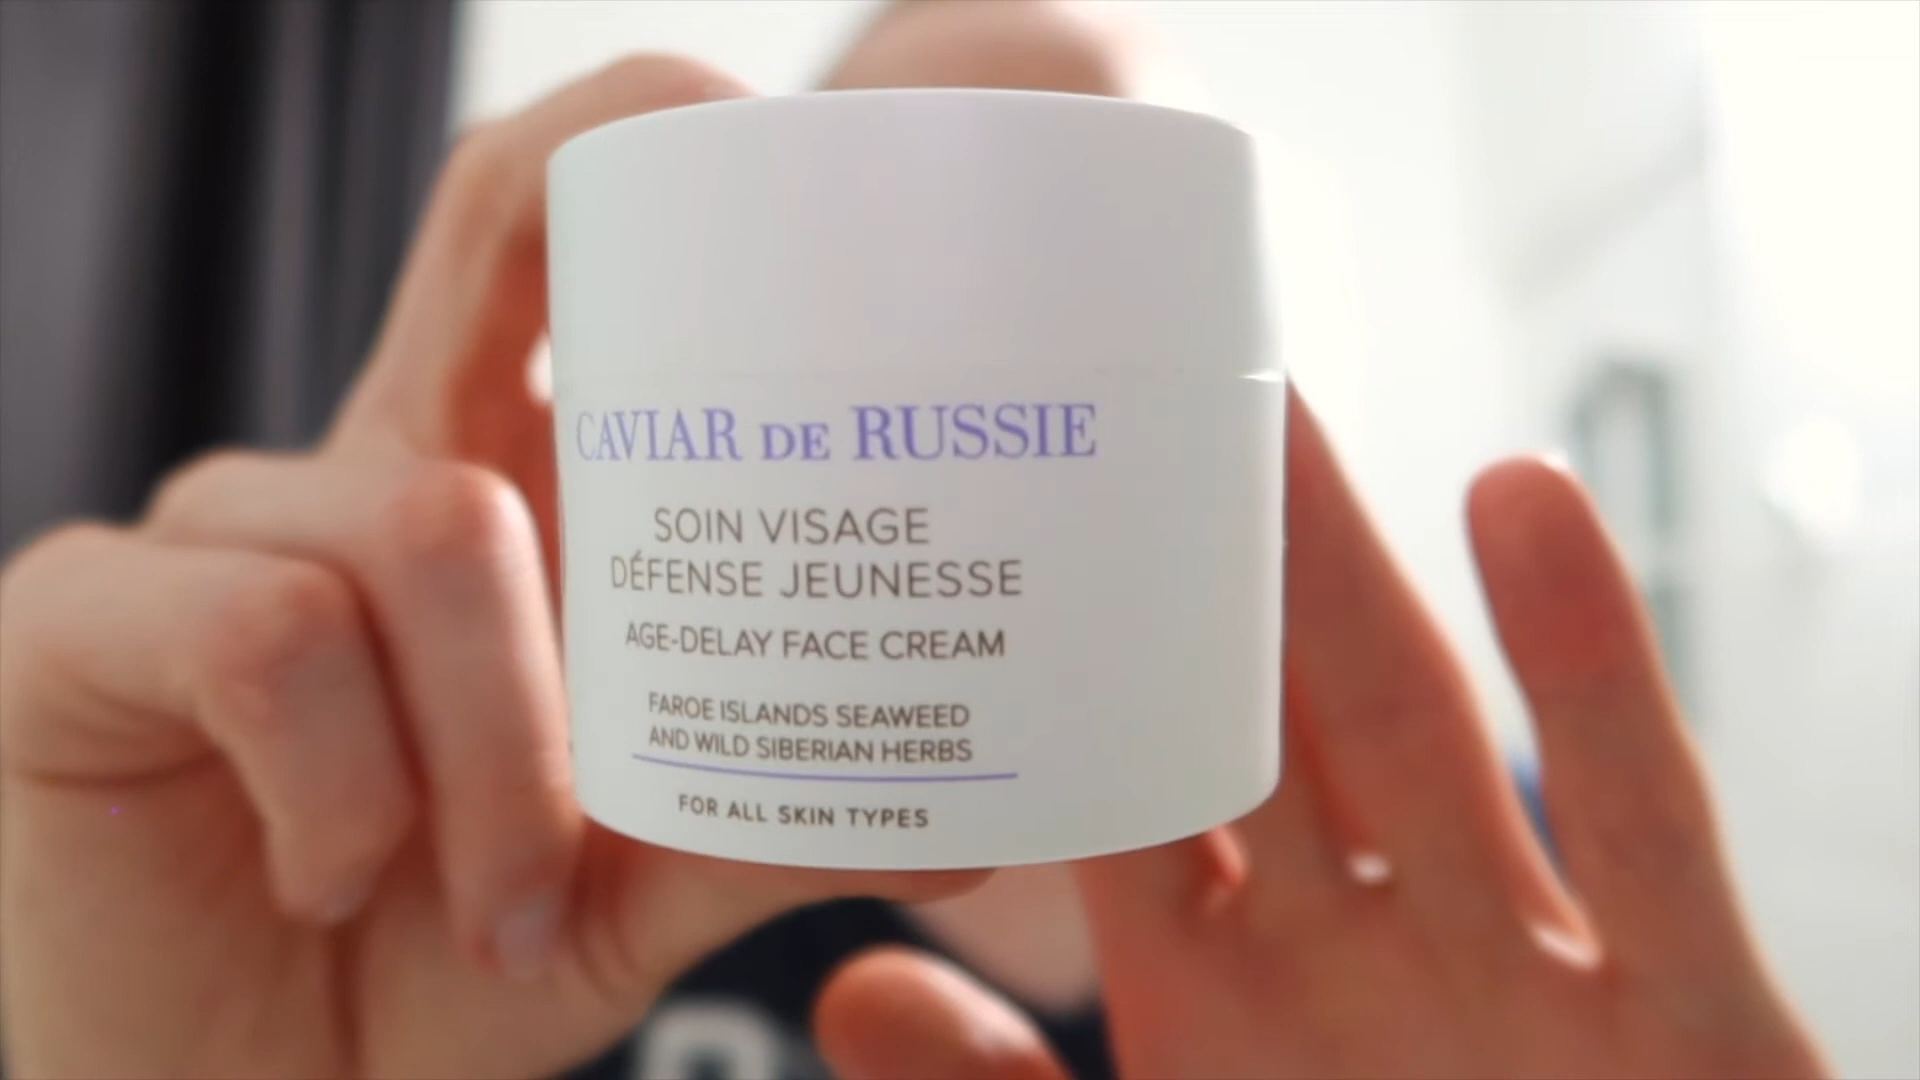 CAVIAR DE RUSSIE
SOIN VISAGE
DÉFENSE JEUNESSE
AGE-DELAY FACE CREAM
FAROE ISLANDS SEAWEED
AND WILD SIBERIAN HERBS
FOR ALL SKIN TYPES